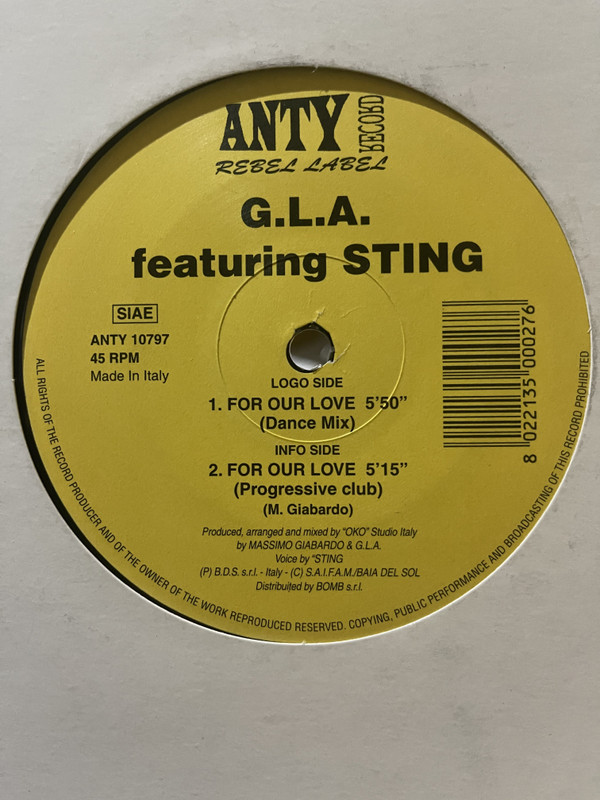 ANTY RECORD
REBEL LABEL
G.L.A.
featuring STING
SIAE
ANTY 10797
45 RPM
Made In Italy
8 022135 000276
LOGO SIDE
1. FOR OUR LOVE 5'50"
(Dance Mix)
INFO SIDE
2. FOR OUR LOVE 5'15"
(Progressive club)
(M. Giabardo)
Produced, arranged and mixed by "OKO" Studio Italy
by MASSIMO GIABARDO & G.L.A.
Voice by "STING
(P) B.D.S. s.r.l. - Italy - (C) S.A.I.F.A.M./BAIA DEL SOL
Distribuited by BOMB s.r.l.
ALL RIGHTS OF THE RECORD PRODUCER AND OF THE OWNER OF THE WORK REPRODUCED RESERVED. COPYING, PUBLIC PERFORMANCE AND BROADCASTING OF THIS RECORD PROHIBITED